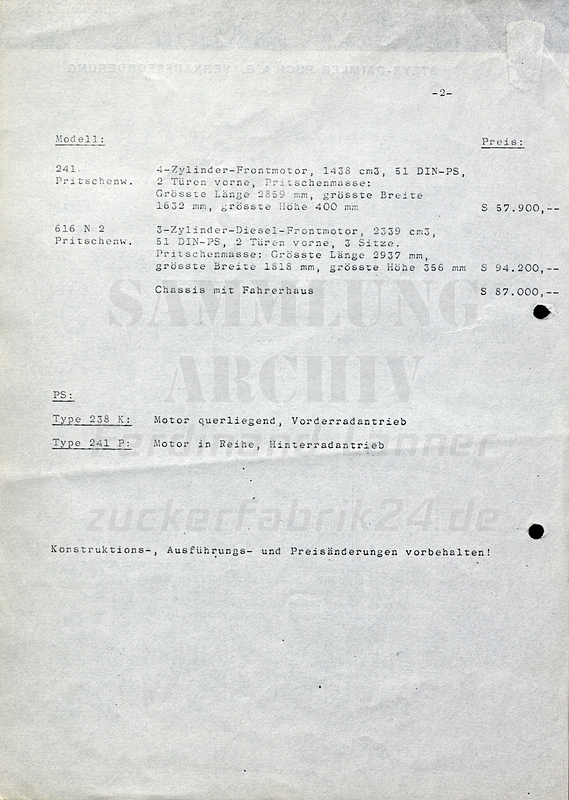 -2-
Modell: Preis:
241 4-Zylinder-Frontmotor, 1438 cm3, 51 DIN-PS,
Pritschenw. 2 Türen vorne, Pritschenmasse:
Grösste Länge 2859 mm, grösste Breite
1632 mm, grösste Höhe 400 mm S 57.900,--
616 N 2 3-Zylinder-Diesel-Frontmotor, 2339 cm3,
Pritschenw. 51 DIN-PS, 2 Türen vorne, 3 Sitze.
Pritschenmasse: Grösste Länge 2937 mm,
grösste Breite 1818 mm, grösste Höhe 356 mm S 94.200,--
Chassis mit Fahrerhaus S 87.000,--
SAMMLUNG
ARCHIV
PS:
Type 238 K: Motor querliegend, Vorderradantrieb
Type 241 P: Motor in Reihe, Hinterradantrieb
zuckerfabrik24.de
Konstruktions-, Ausführungs- und Preisänderungen vorbehalten!